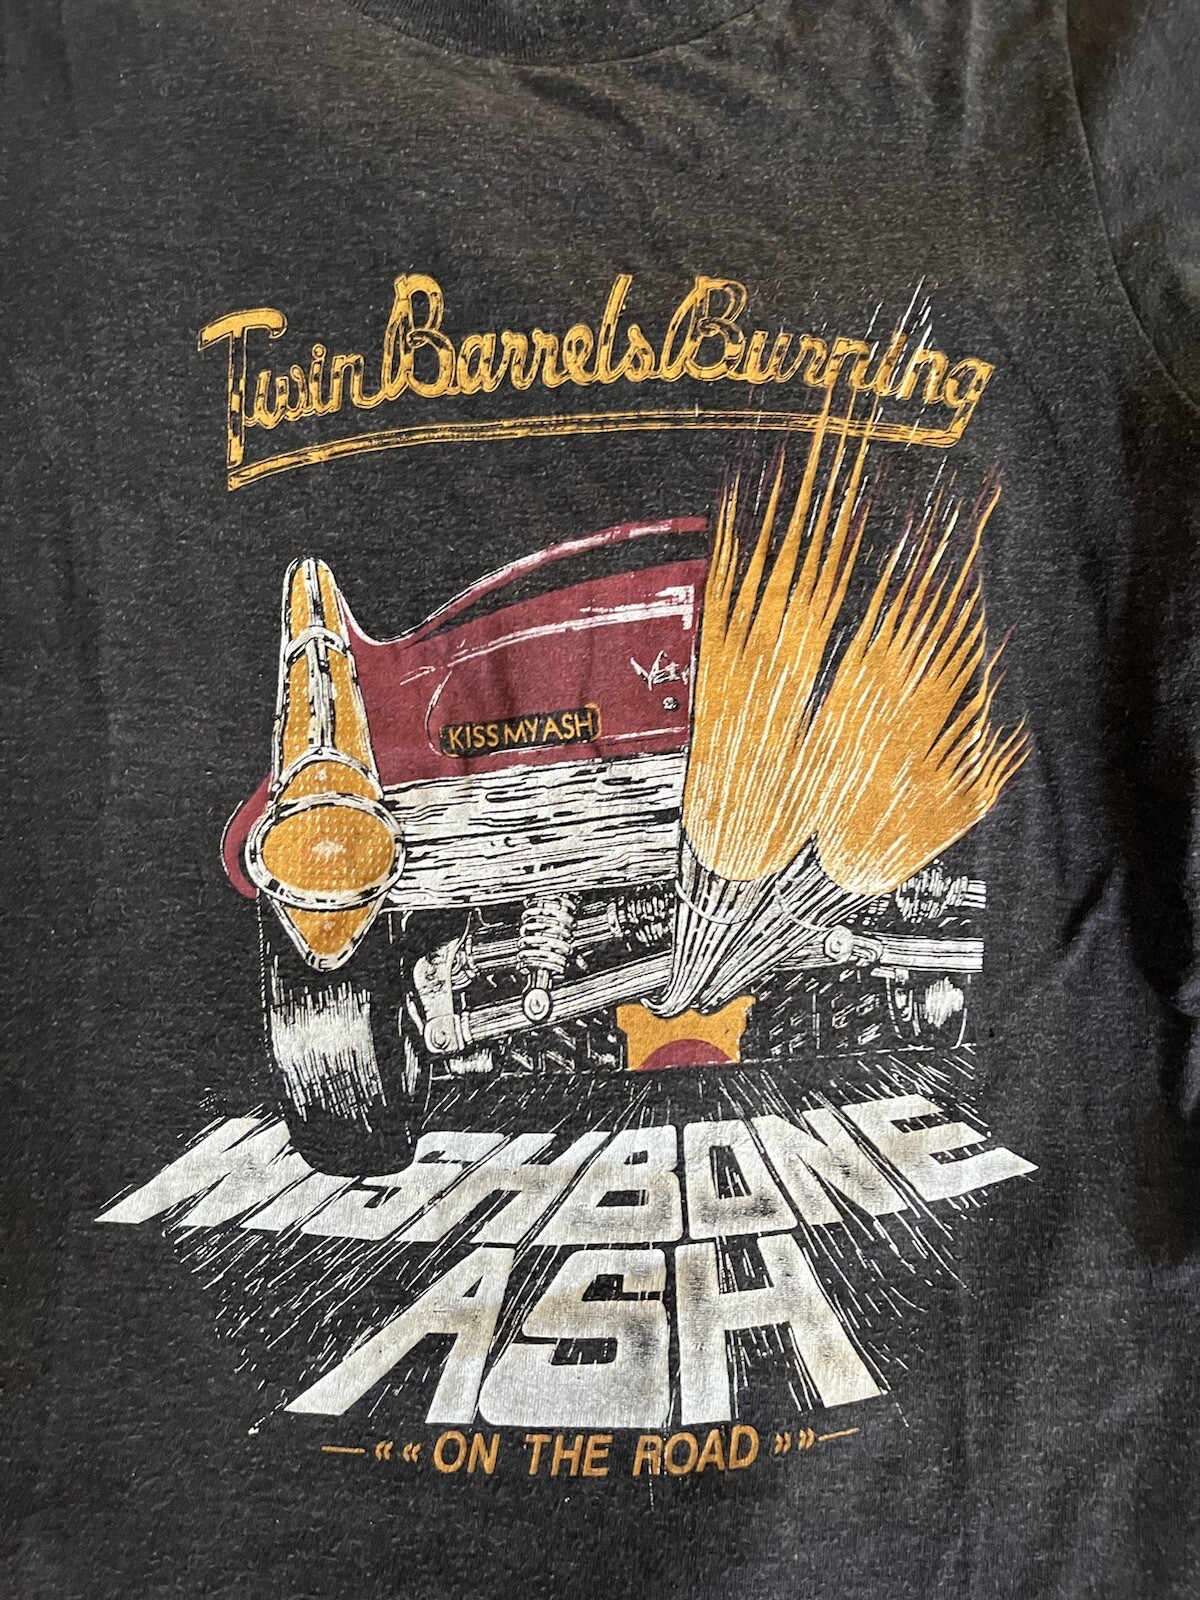 Twin Barrels Burning
KISS MY ASH
WISHBONE
ASH
—«« ON THE ROAD »»—